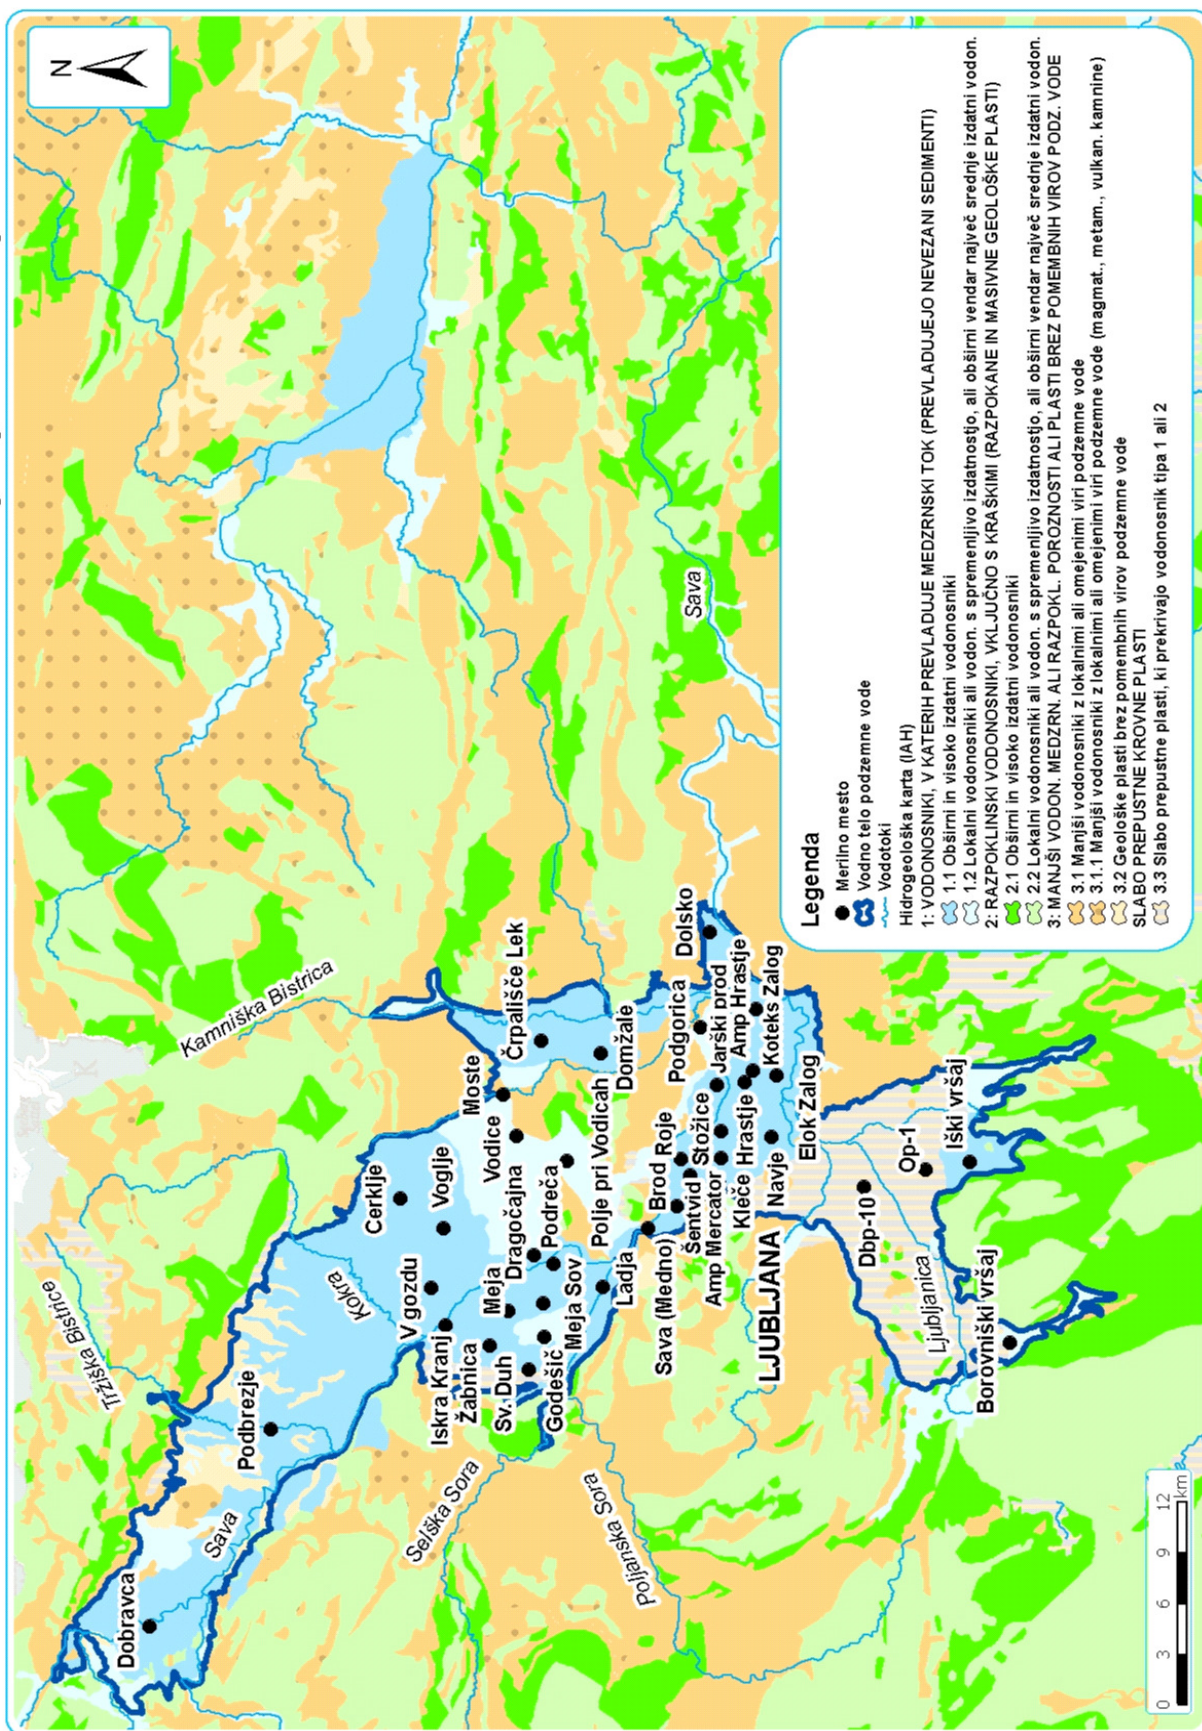 N
Tržiška Bistrica
Kamniška Bistrica
Dobravca
Podbrezje
Sava
Kokra
Cerklje
Voglje
V gozdu
Iskra Kranj
Moste
Vodice
Črpališče Lek
Meja
Žabnica
Dragočajna
Sv. Duh
Podreča
Godešič
Meja Sov
Polje pri Vodicah
Domžale
Selška Sora
Poljanska Sora
Ladja
Sava (Medno)
Brod
Roje
Podgorica
Dolsko
Šentvid
Stožice
Jarški prod
Amp Mercator
Amp Hrastje
Kleče
Hrastje
Koteks Zalog
Navje
Elok Zalog
LJUBLJANA
Sava
Dbp-10
Op-1
Iški vršaj
Ljubljanica
Borovniški vršaj
Legenda
Merilno mesto
Vodno telo podzemne vode
Vodotoki
Hidrogeološka karta (IAH)
1: VODONOSNIKI, V KATERIH PREVLADUJE MEDZRNSKI TOK (PREVLADUJEJO NEVEZANI SEDIMENTI)
1.1 Obširni in visoko izdatni vodonosniki
1.2 Lokalni vodonosniki ali vodon. s spremenljivo izdatnostjo, ali obširni vendar največ srednje izdatni vodon.
2: RAZPOKLINSKI VODONOSNIKI, VKLJUČNO S KRAŠKIMI (RAZPOKANE IN MASIVNE GEOLOŠKE PLASTI)
2.1 Obširni in visoko izdatni vodonosniki
2.2 Lokalni vodonosniki ali vodon. s spremenljivo izdatnostjo, ali obširni vendar največ srednje izdatni vodon.
3: MANJŠI VODON. MEDZRN. ALI RAZPOKL. POROZNOSTI ALI PLASTI BREZ POMEMBNIH VIROV PODZ. VODE
3.1 Manjši vodonosniki z lokalnimi ali omejenimi viri podzemne vode
3.1.1 Manjši vodonosniki z lokalnimi ali omejenimi viri podzemne vode (magmat., metam., vulkan. kamnine)
3.2 Geološke plasti brez pomembnih virov podzemne vode
SLABO PREPUSTNE KROVNE PLASTI
3.3 Slabo prepustne plasti, ki prekrivajo vodonosnik tipa 1 ali 2
0 3 6 9 12
km